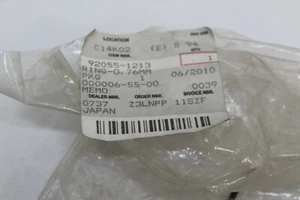 LOCATION
C14K02 (E) B 94
ITEM NBR. QTY.
92055-1213 1
RING-O,76MM
PKG 1 06/2010
000006-55-00
MEMO: 0039
DEALER NBR. ORDER NBR. INVOICE NBR.
0737 Z3LNPP 11SZF
JAPAN